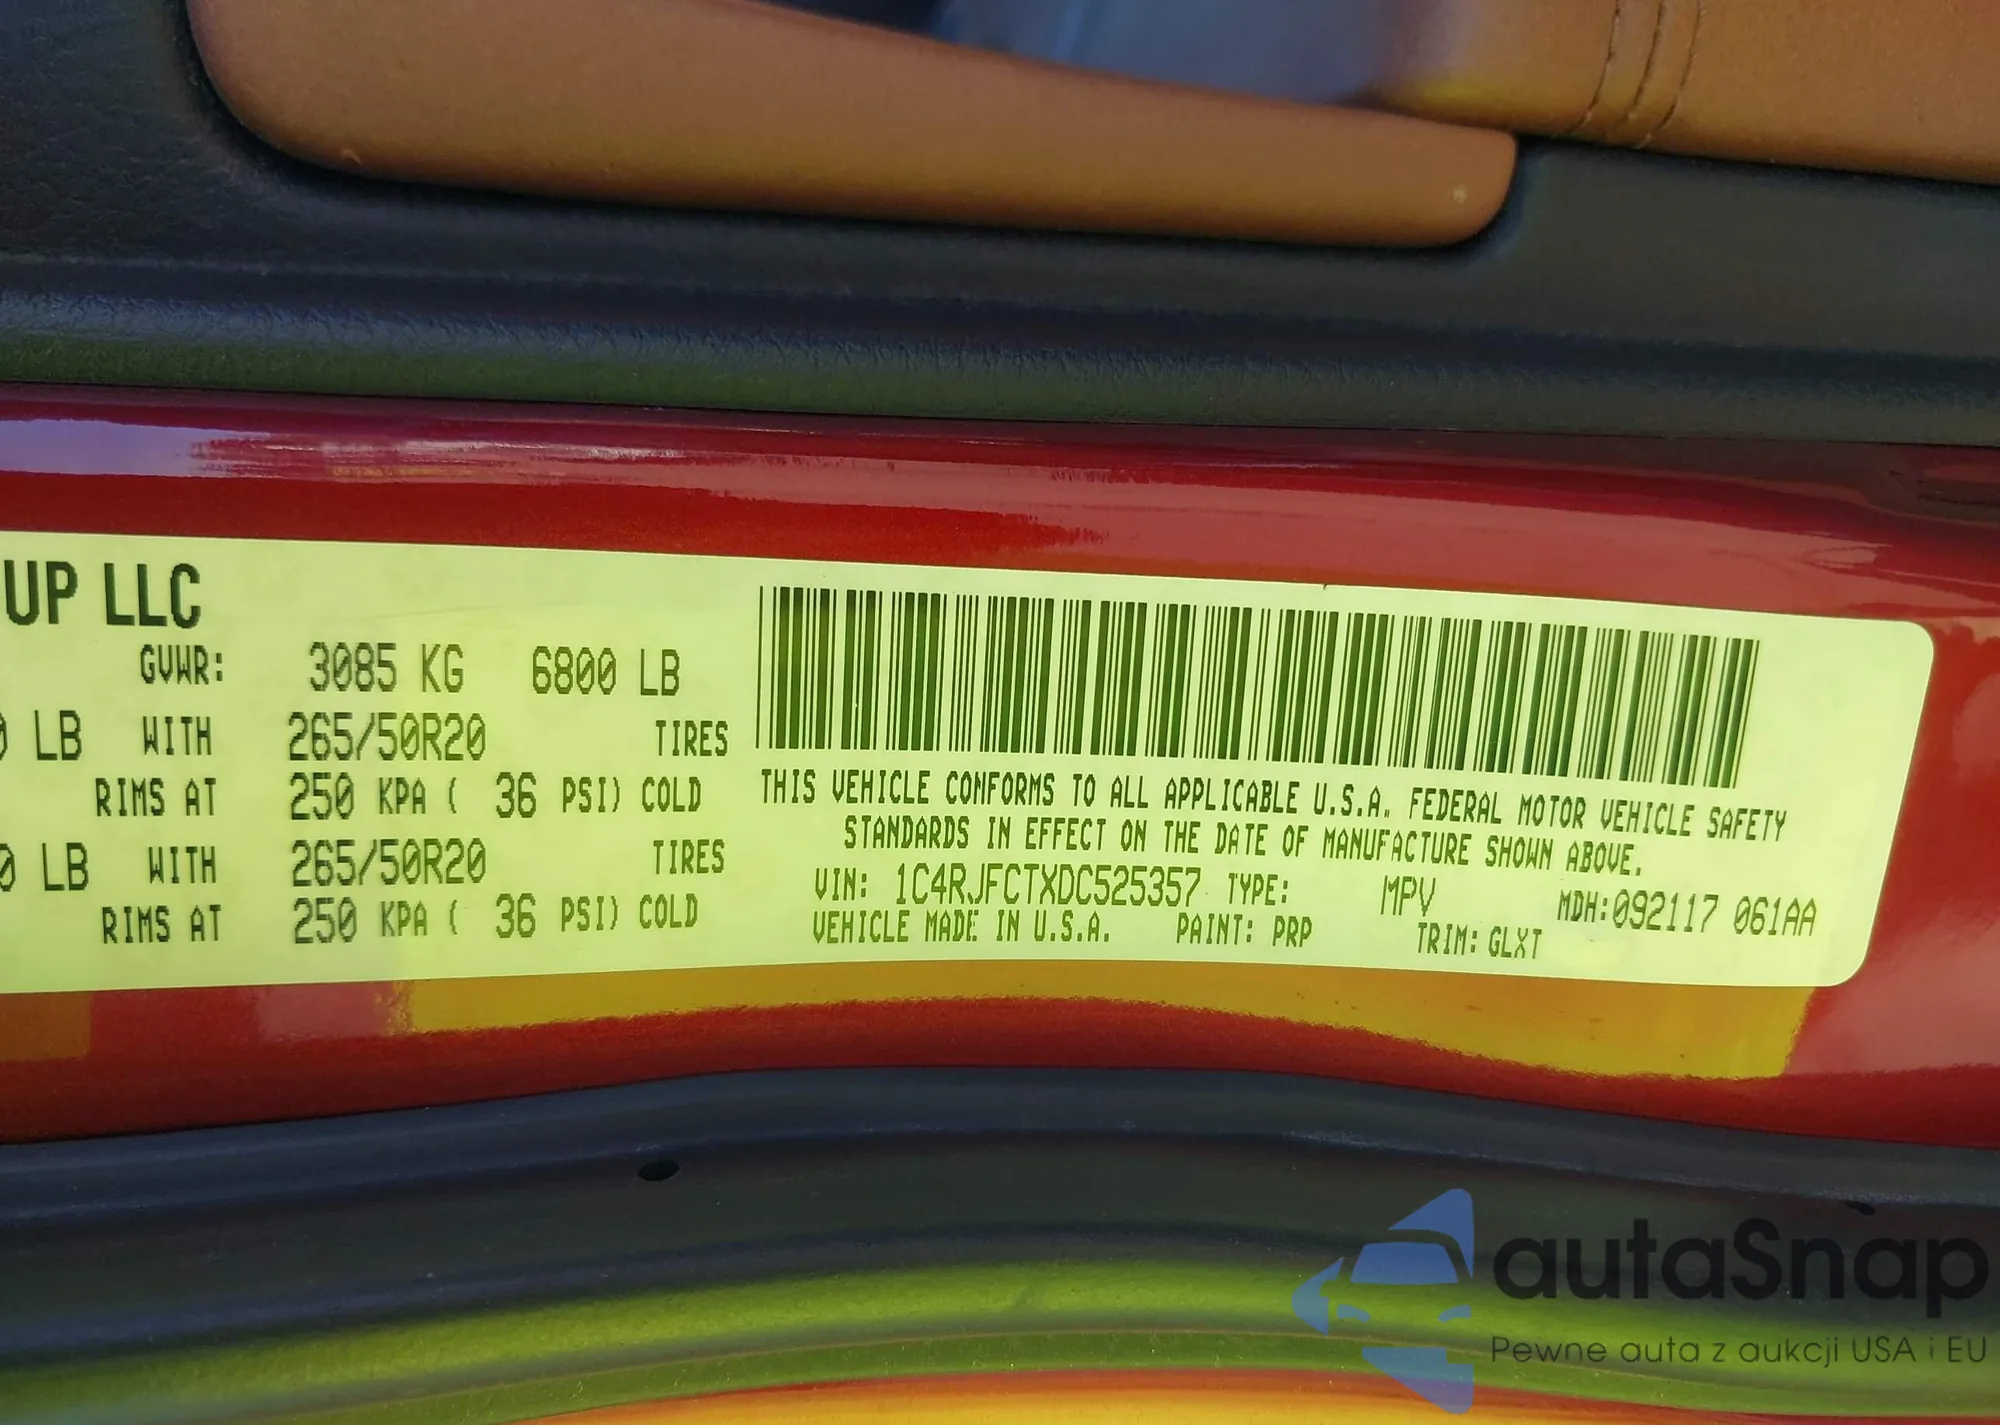 UP LLC
GVWR: 3085 KG 6800 LB
LB WITH 265/50R20 TIRES
RIMS AT 250 KPA ( 36 PSI) COLD
0 LB WITH 265/50R20 TIRES
RIMS AT 250 KPA ( 36 PSI) COLD
THIS VEHICLE CONFORMS TO ALL APPLICABLE U.S.A. FEDERAL MOTOR VEHICLE SAFETY
STANDARDS IN EFFECT ON THE DATE OF MANUFACTURE SHOWN ABOVE.
VIN: 1C4RJFCTXDC525357 TYPE: MPV MDH:092117 061AA
VEHICLE MADE IN U.S.A. PAINT: PRP TRIM: GLXT
autaSnap
Pewne auta z aukcji USA i EU